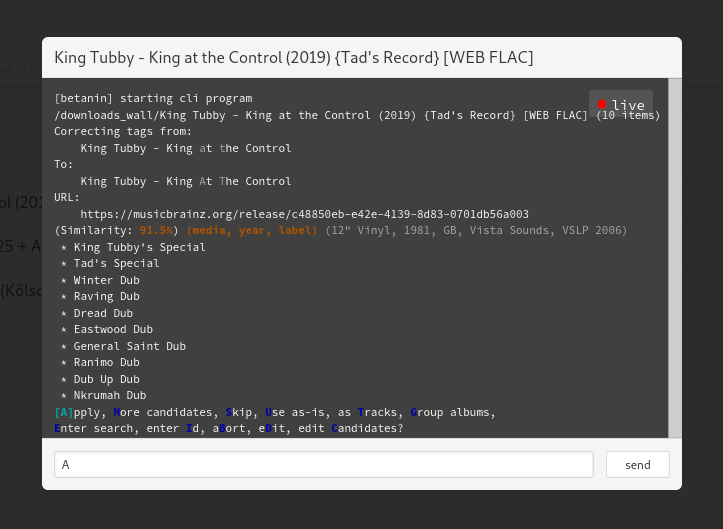 King Tubby - King at the Control (2019) {Tad's Record} [WEB FLAC]
[betanin] starting cli program
live
/downloads_wall/King Tubby - King at the Control (2019) {Tad's Record} [WEB FLAC] (10 items)
Correcting tags from:
King Tubby - King at the Control
To:
King Tubby - King At The Control
URL:
https://musicbrainz.org/release/c48850eb-e42e-4139-8d83-0701db56a003
(Similarity: 91.5%) (media, year, label) (12" Vinyl, 1981, GB, Vista Sounds, VSLP 2006)
* King Tubby's Special
* Tad's Special
* Winter Dub
* Raving Dub
* Dread Dub
* Eastwood Dub
* General Saint Dub
* Ranimo Dub
* Dub Up Dub
* Nkrumah Dub
[A]pply, More candidates, Skip, Use as-is, as Tracks, Group albums,
Enter search, enter Id, aBort, eDit, edit Candidates?
A
send
ol (201
25 + A
(Kölsc